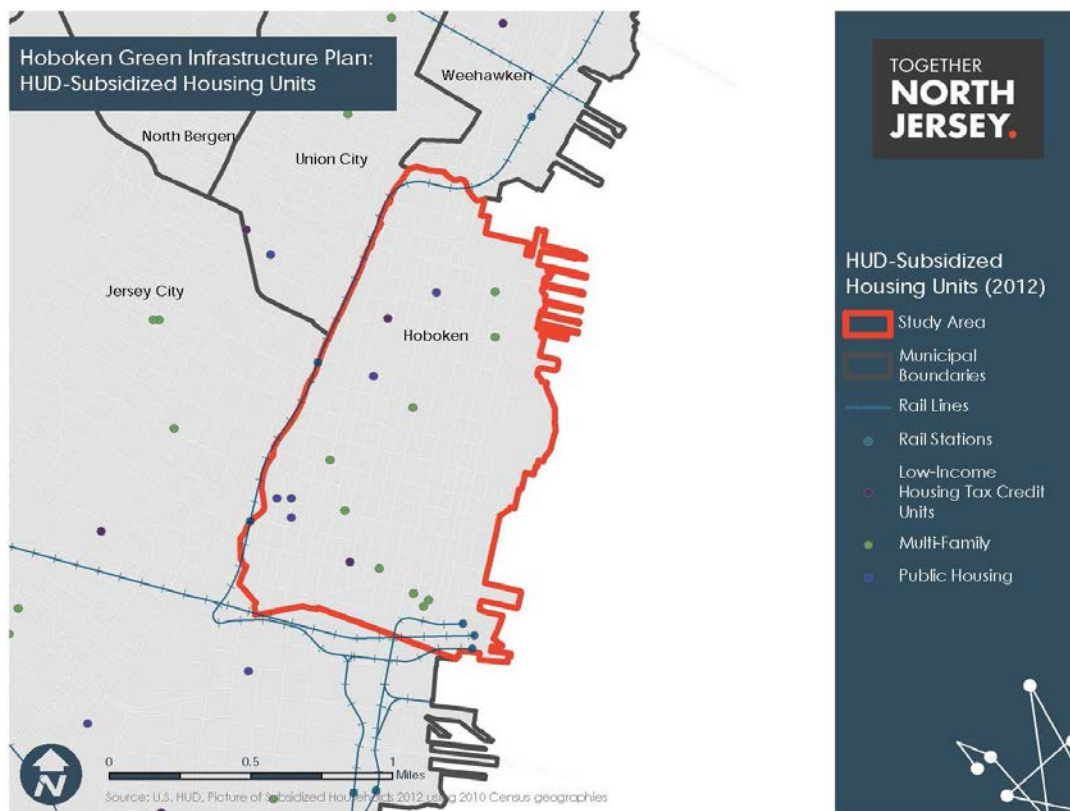 Hoboken Green Infrastructure Plan:
HUD-Subsidized Housing Units
Weehawken
North Bergen
Union City
Jersey City
Hoboken
N
0
0.5
1
Miles
Source: U.S. HUD, Picture of Subsidized Households 2012 using 2010 Census geographies
TOGETHER
NORTH
JERSEY.
HUD-Subsidized
Housing Units (2012)
Study Area
Municipal
Boundaries
Rail Lines
Rail Stations
Low-Income
Housing Tax Credit
Units
Multi-Family
Public Housing